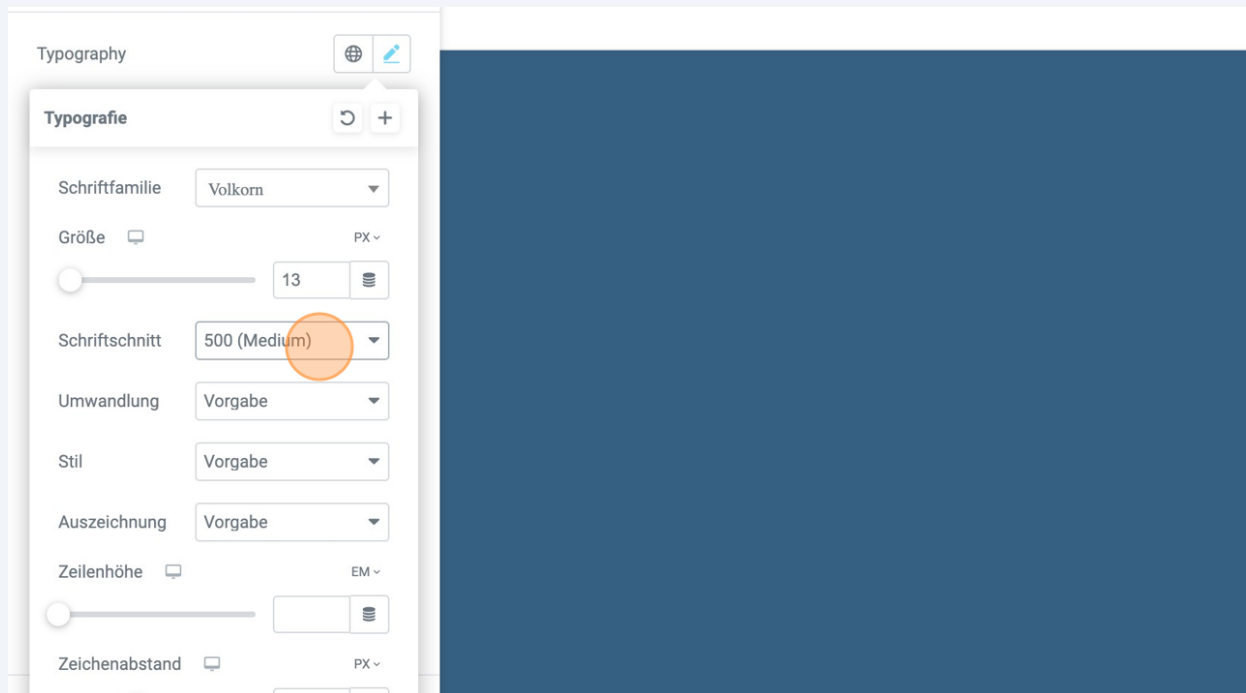 Typography
Typografie
Schriftfamilie Volkorn
Größe PX
13
Schriftschnitt 500 (Medium)
Umwandlung Vorgabe
Stil Vorgabe
Auszeichnung Vorgabe
Zeilenhöhe EM
Zeichenabstand PX